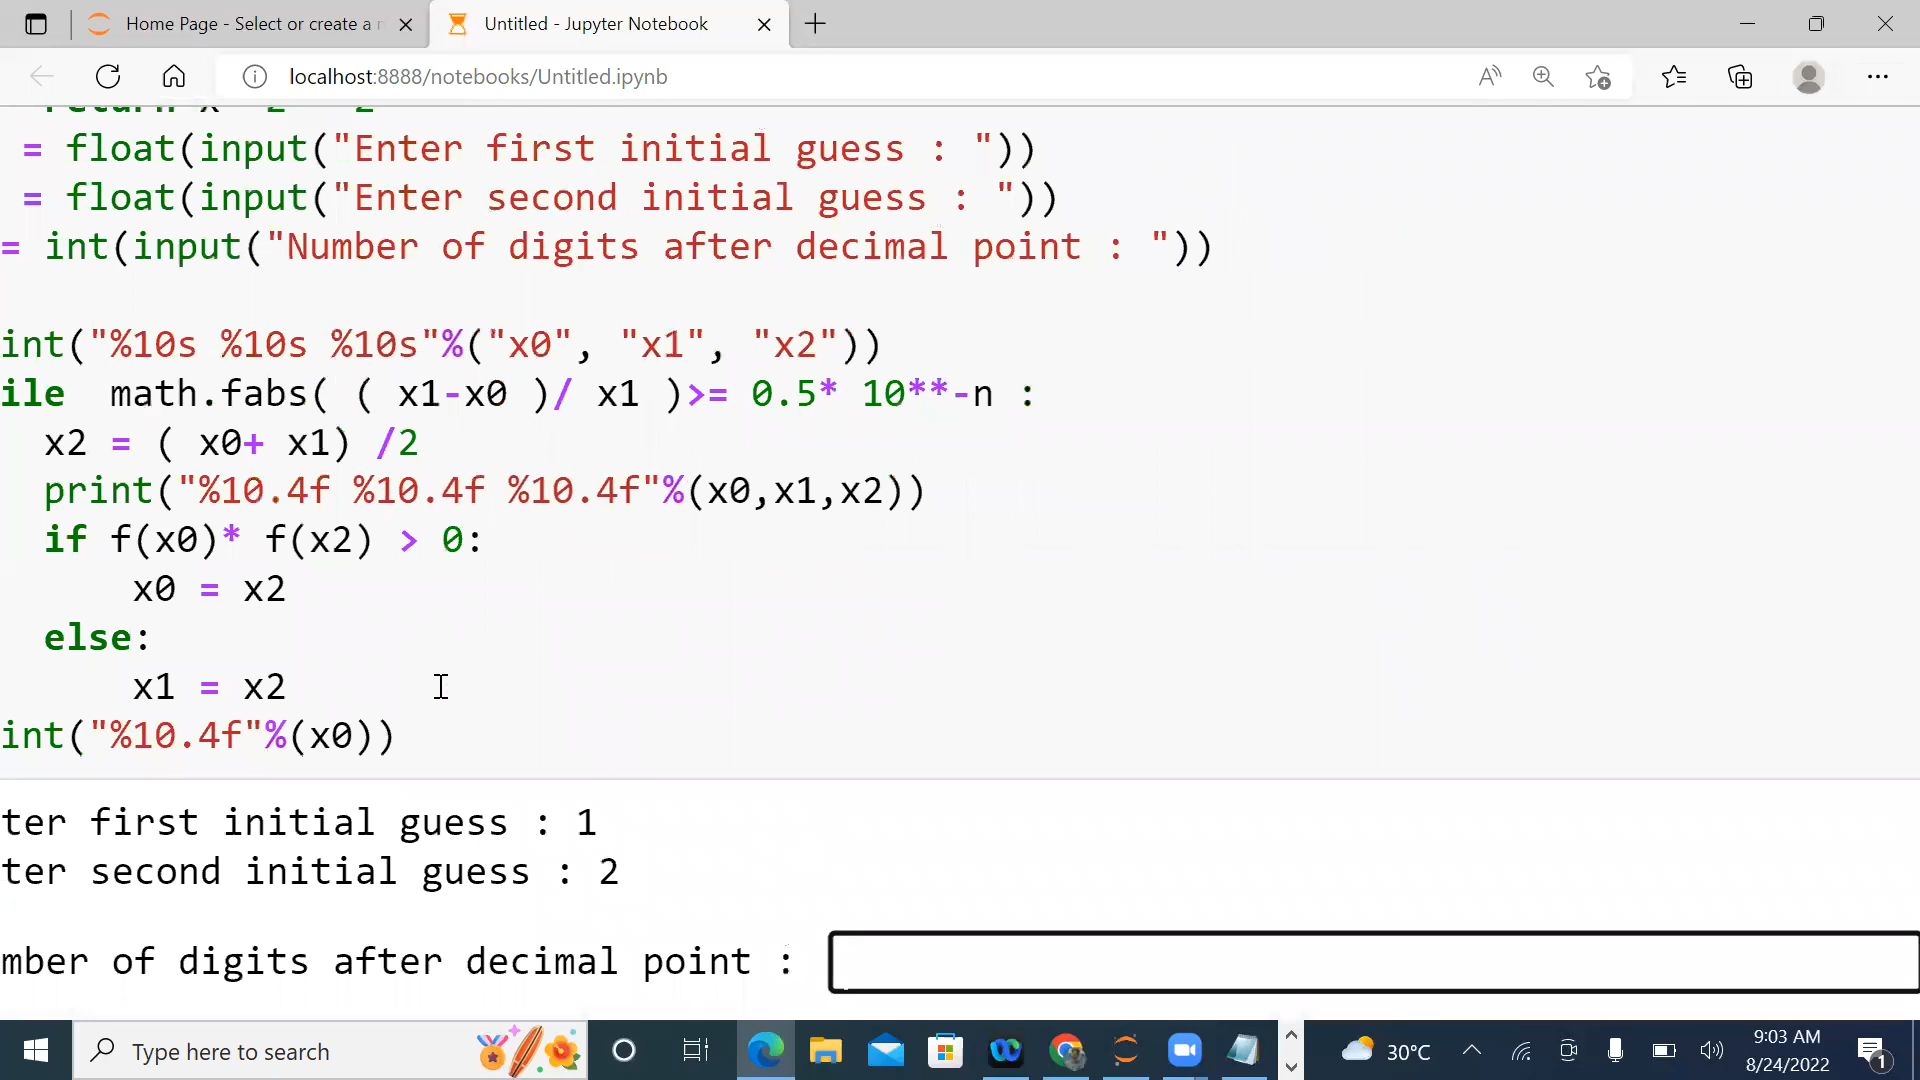 Home Page - Select or create a n
Untitled - Jupyter Notebook
localhost:8888/notebooks/Untitled.ipynb
= float(input("Enter first initial guess : "))
= float(input("Enter second initial guess : "))
= int(input("Number of digits after decimal point : "))
int("%10s %10s %10s"%("x0", "x1", "x2"))
ile math.fabs( ( x1-x0 )/ x1 )>= 0.5* 10**-n :
x2 = ( x0+ x1) /2
print("%10.4f %10.4f %10.4f"%(x0,x1,x2))
if f(x0)* f(x2) > 0:
x0 = x2
else:
x1 = x2
int("%10.4f"%(x0))
ter first initial guess : 1
ter second initial guess : 2
mber of digits after decimal point :
Type here to search
30°C
9:03 AM
8/24/2022
1